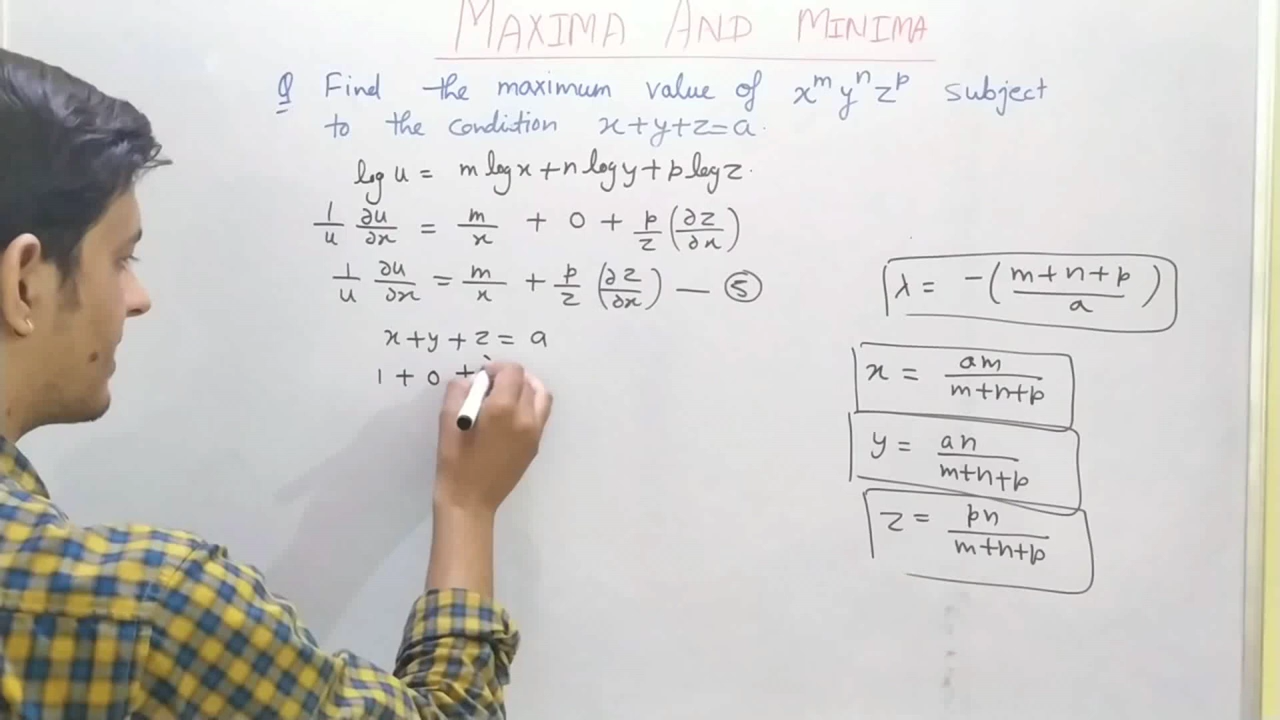 MAXIMA AND MINIMA
Q Find the maximum value of xᵐyⁿzᵖ subject
to the condition x+y+z=a.
log u = m log x + n log y + p log z.
1/u ∂u/∂x = m/x + 0 + p/z (∂z/∂x)
1/u ∂u/∂x = m/x + p/z (∂z/∂x) — ⑤
x+y+z = a
1 + 0 +
λ = -(m+n+p/a)
x = am/m+n+p
y = an/m+n+p
z = pn/m+n+p